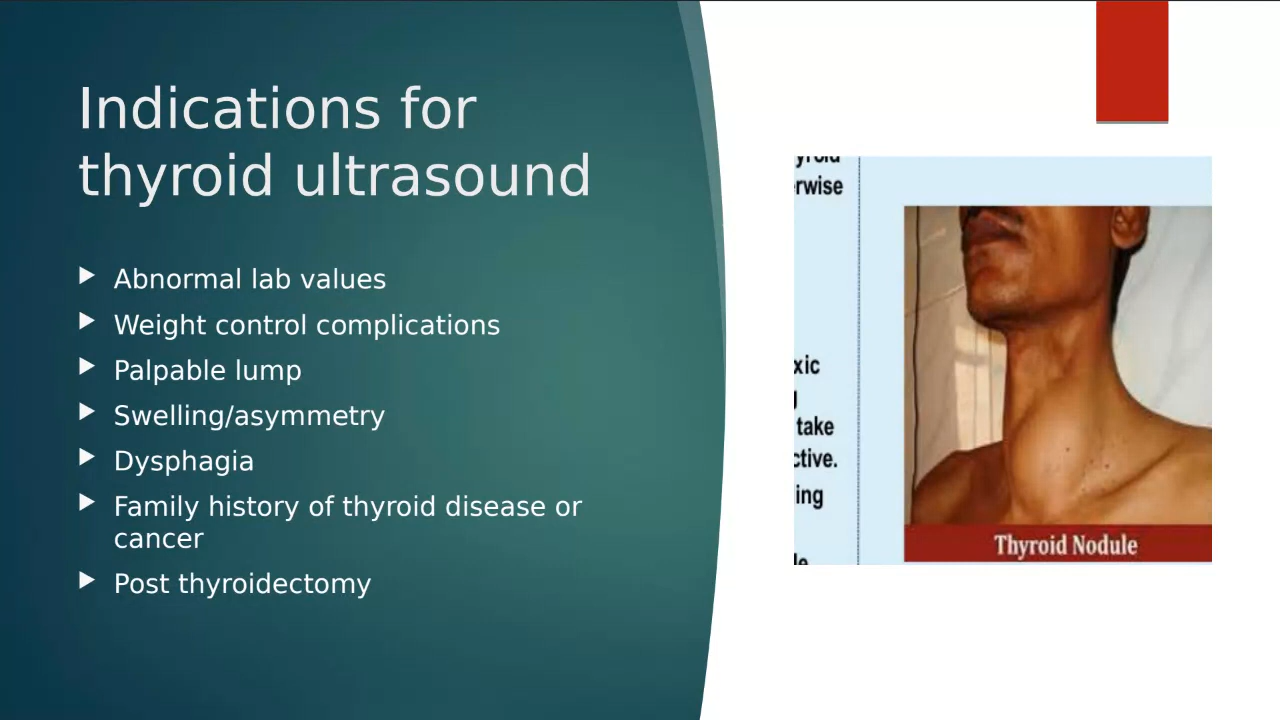 Indications for
thyroid ultrasound
Abnormal lab values
Weight control complications
Palpable lump
Swelling/asymmetry
Dysphagia
Family history of thyroid disease or
cancer
Post thyroidectomy
erwise
xic
take
ctive.
ing
Thyroid Nodule